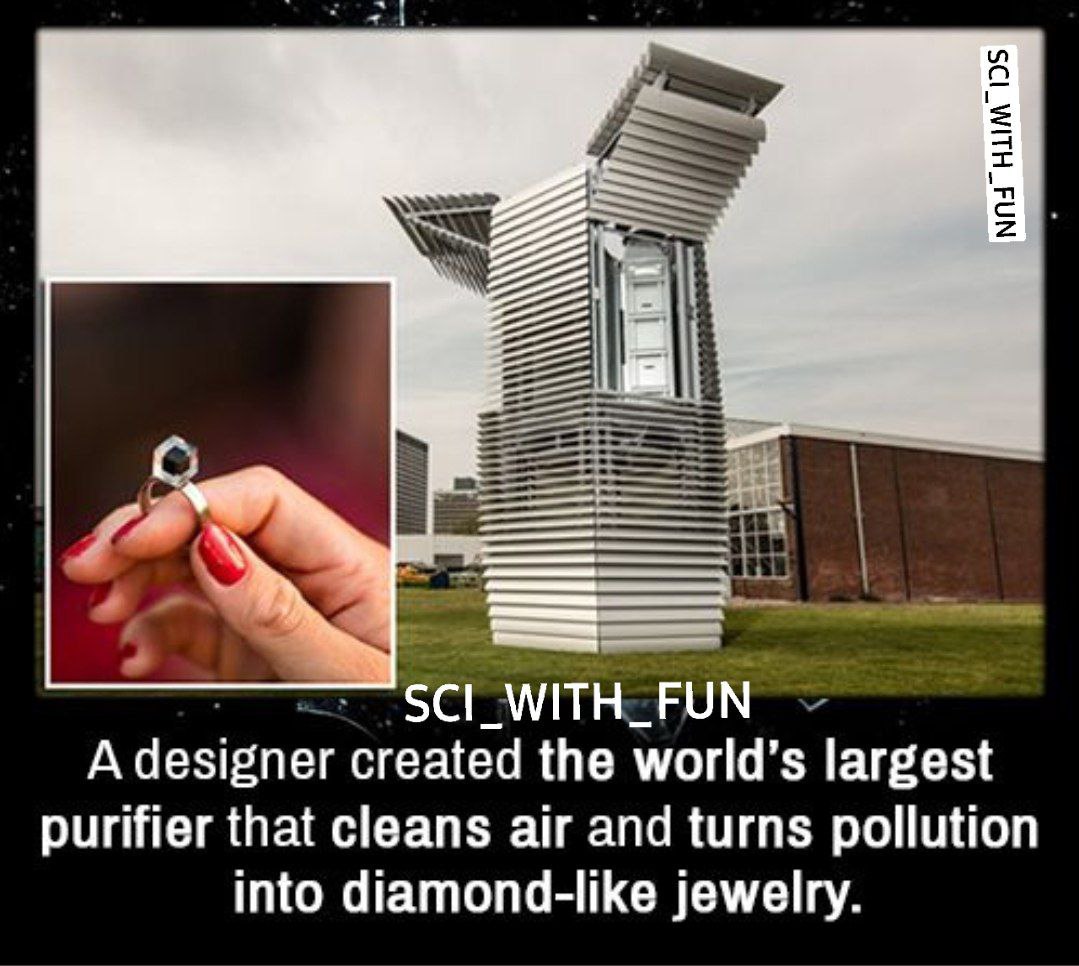 SCI_WITH_FUN
SCI_WITH_FUN
A designer created the world's largest
purifier that cleans air and turns pollution
into diamond-like jewelry.